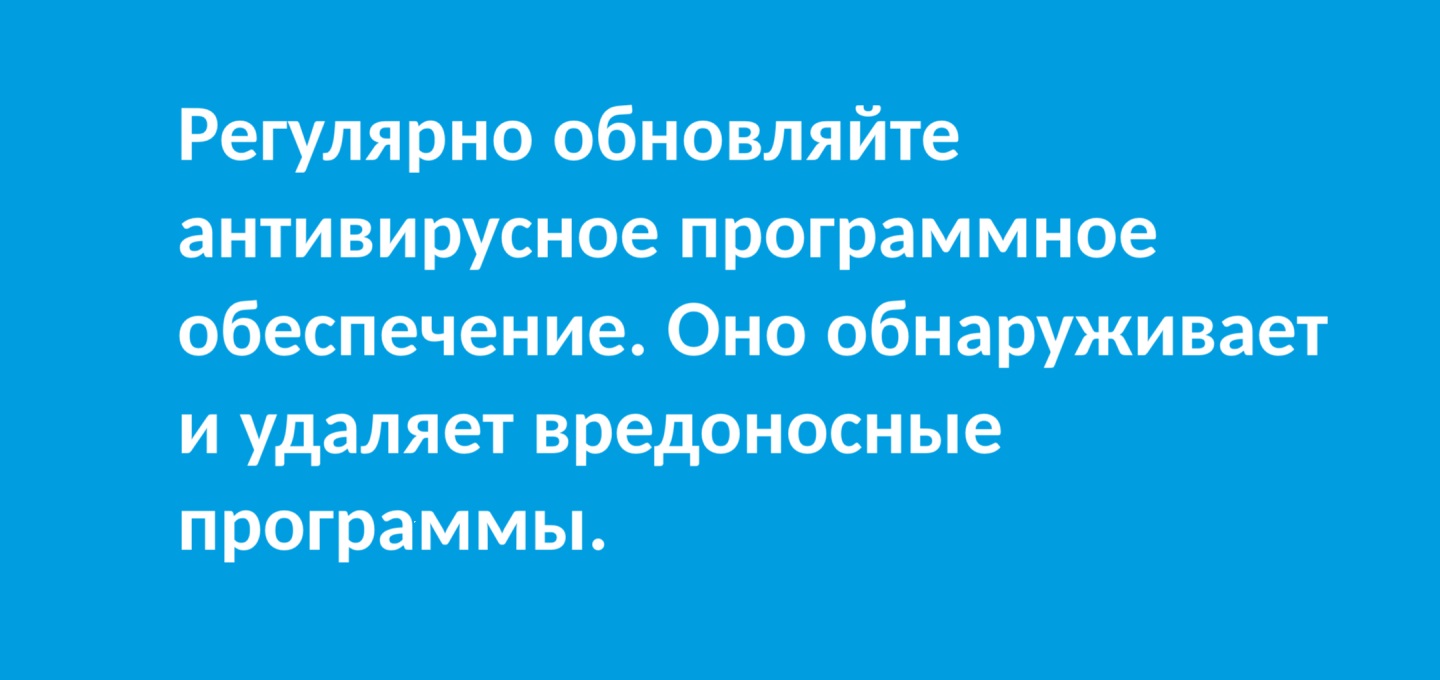 Регулярно обновляйте
антивирусное программное
обеспечение. Оно обнаруживает
и удаляет вредоносные
программы.